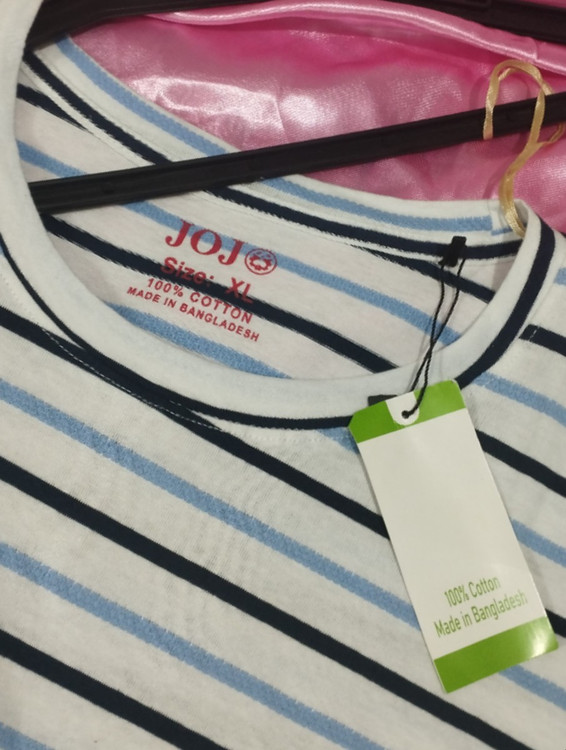 JOJO
Size: XL
100% COTTON
MADE IN BANGLADESH
100% Cotton
Made in Bangladesh